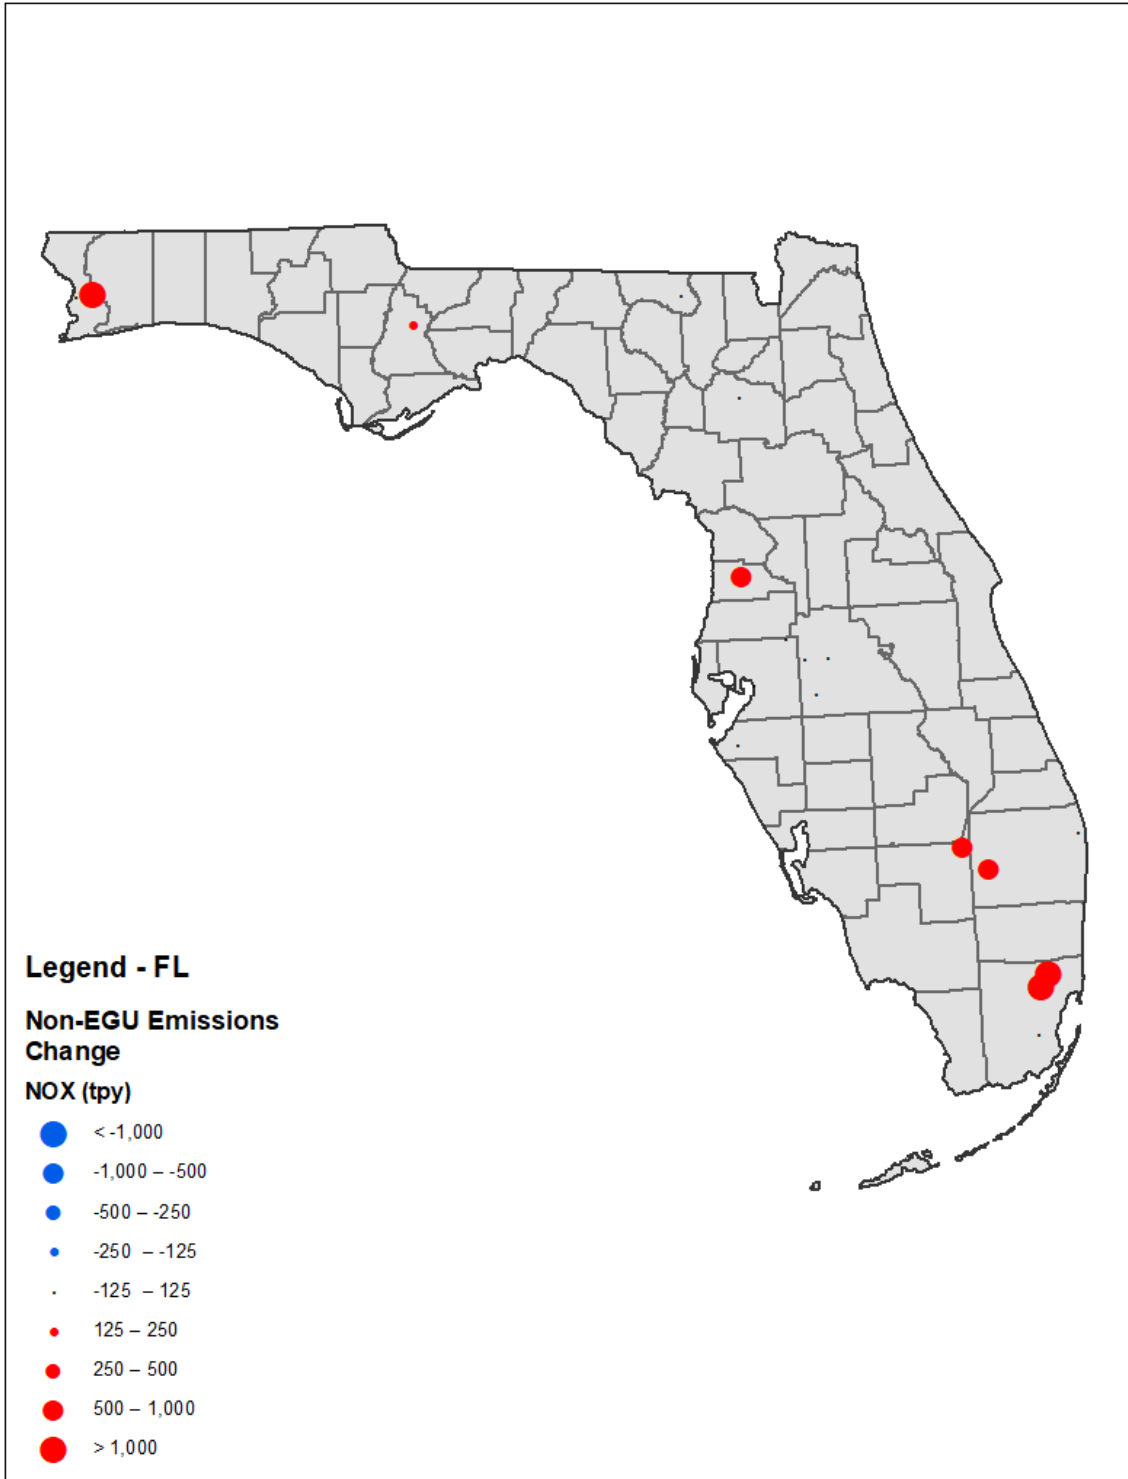 Legend - FL
Non-EGU Emissions
Change
NOX (tpy)
< -1,000
-1,000 – -500
-500 – -250
-250 – -125
-125 – 125
125 – 250
250 – 500
500 – 1,000
> 1,000